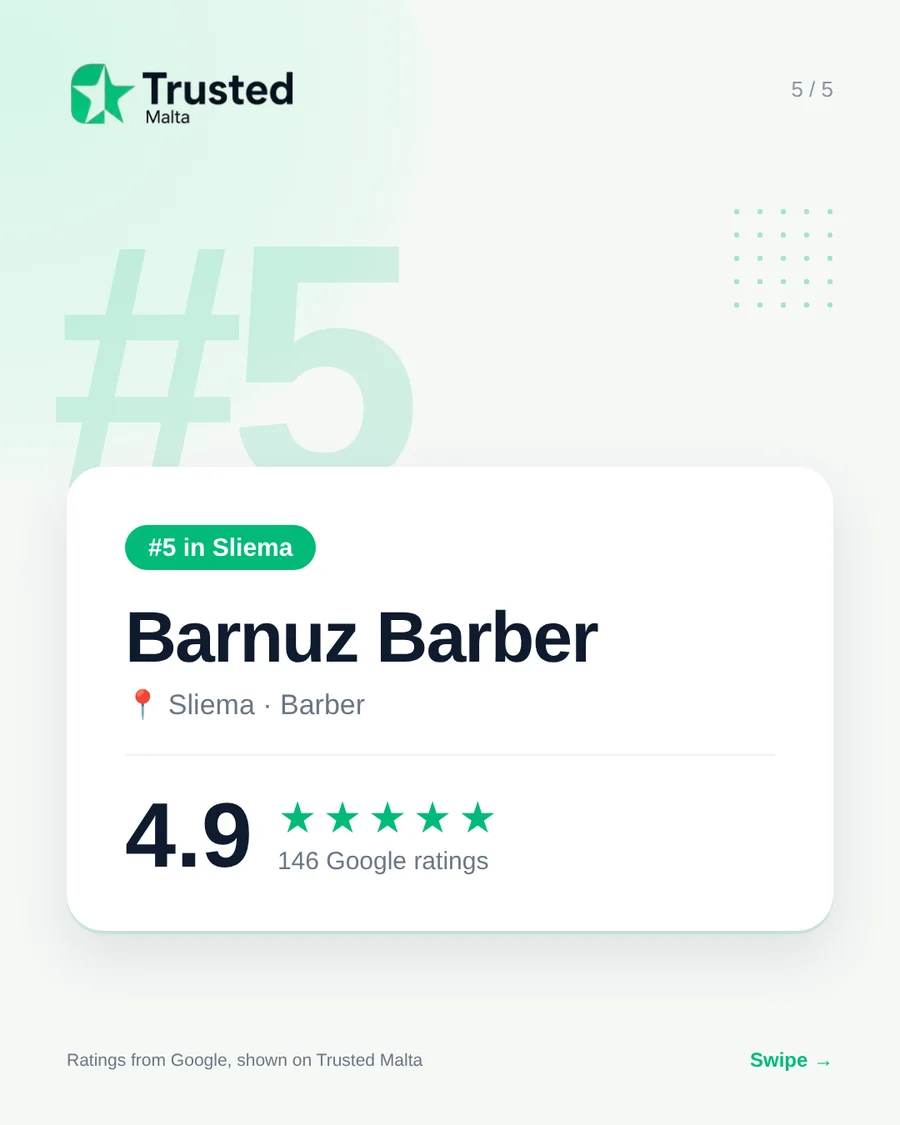 Trusted
Malta
5 / 5
#5
#5 in Sliema
Barnuz Barber
📍 Sliema · Barber
4.9
★★★★★
146 Google ratings
Ratings from Google, shown on Trusted Malta
Swipe →